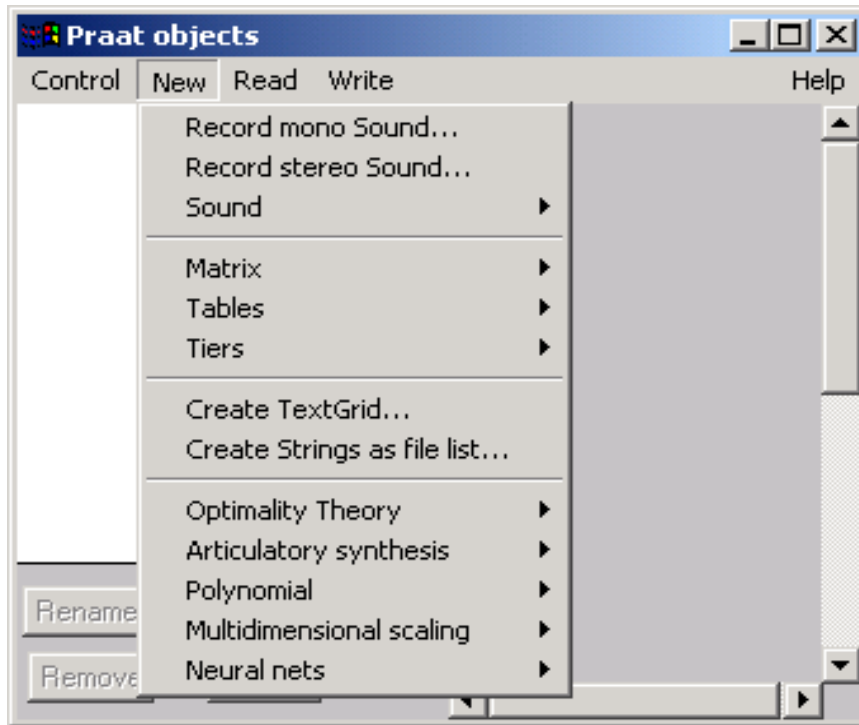 Praat objects
Control New Read Write Help
Record mono Sound...
Record stereo Sound...
Sound
Matrix
Tables
Tiers
Create TextGrid...
Create Strings as file list...
Optimality Theory
Articulatory synthesis
Polynomial
Multidimensional scaling
Neural nets
Rename
Remove